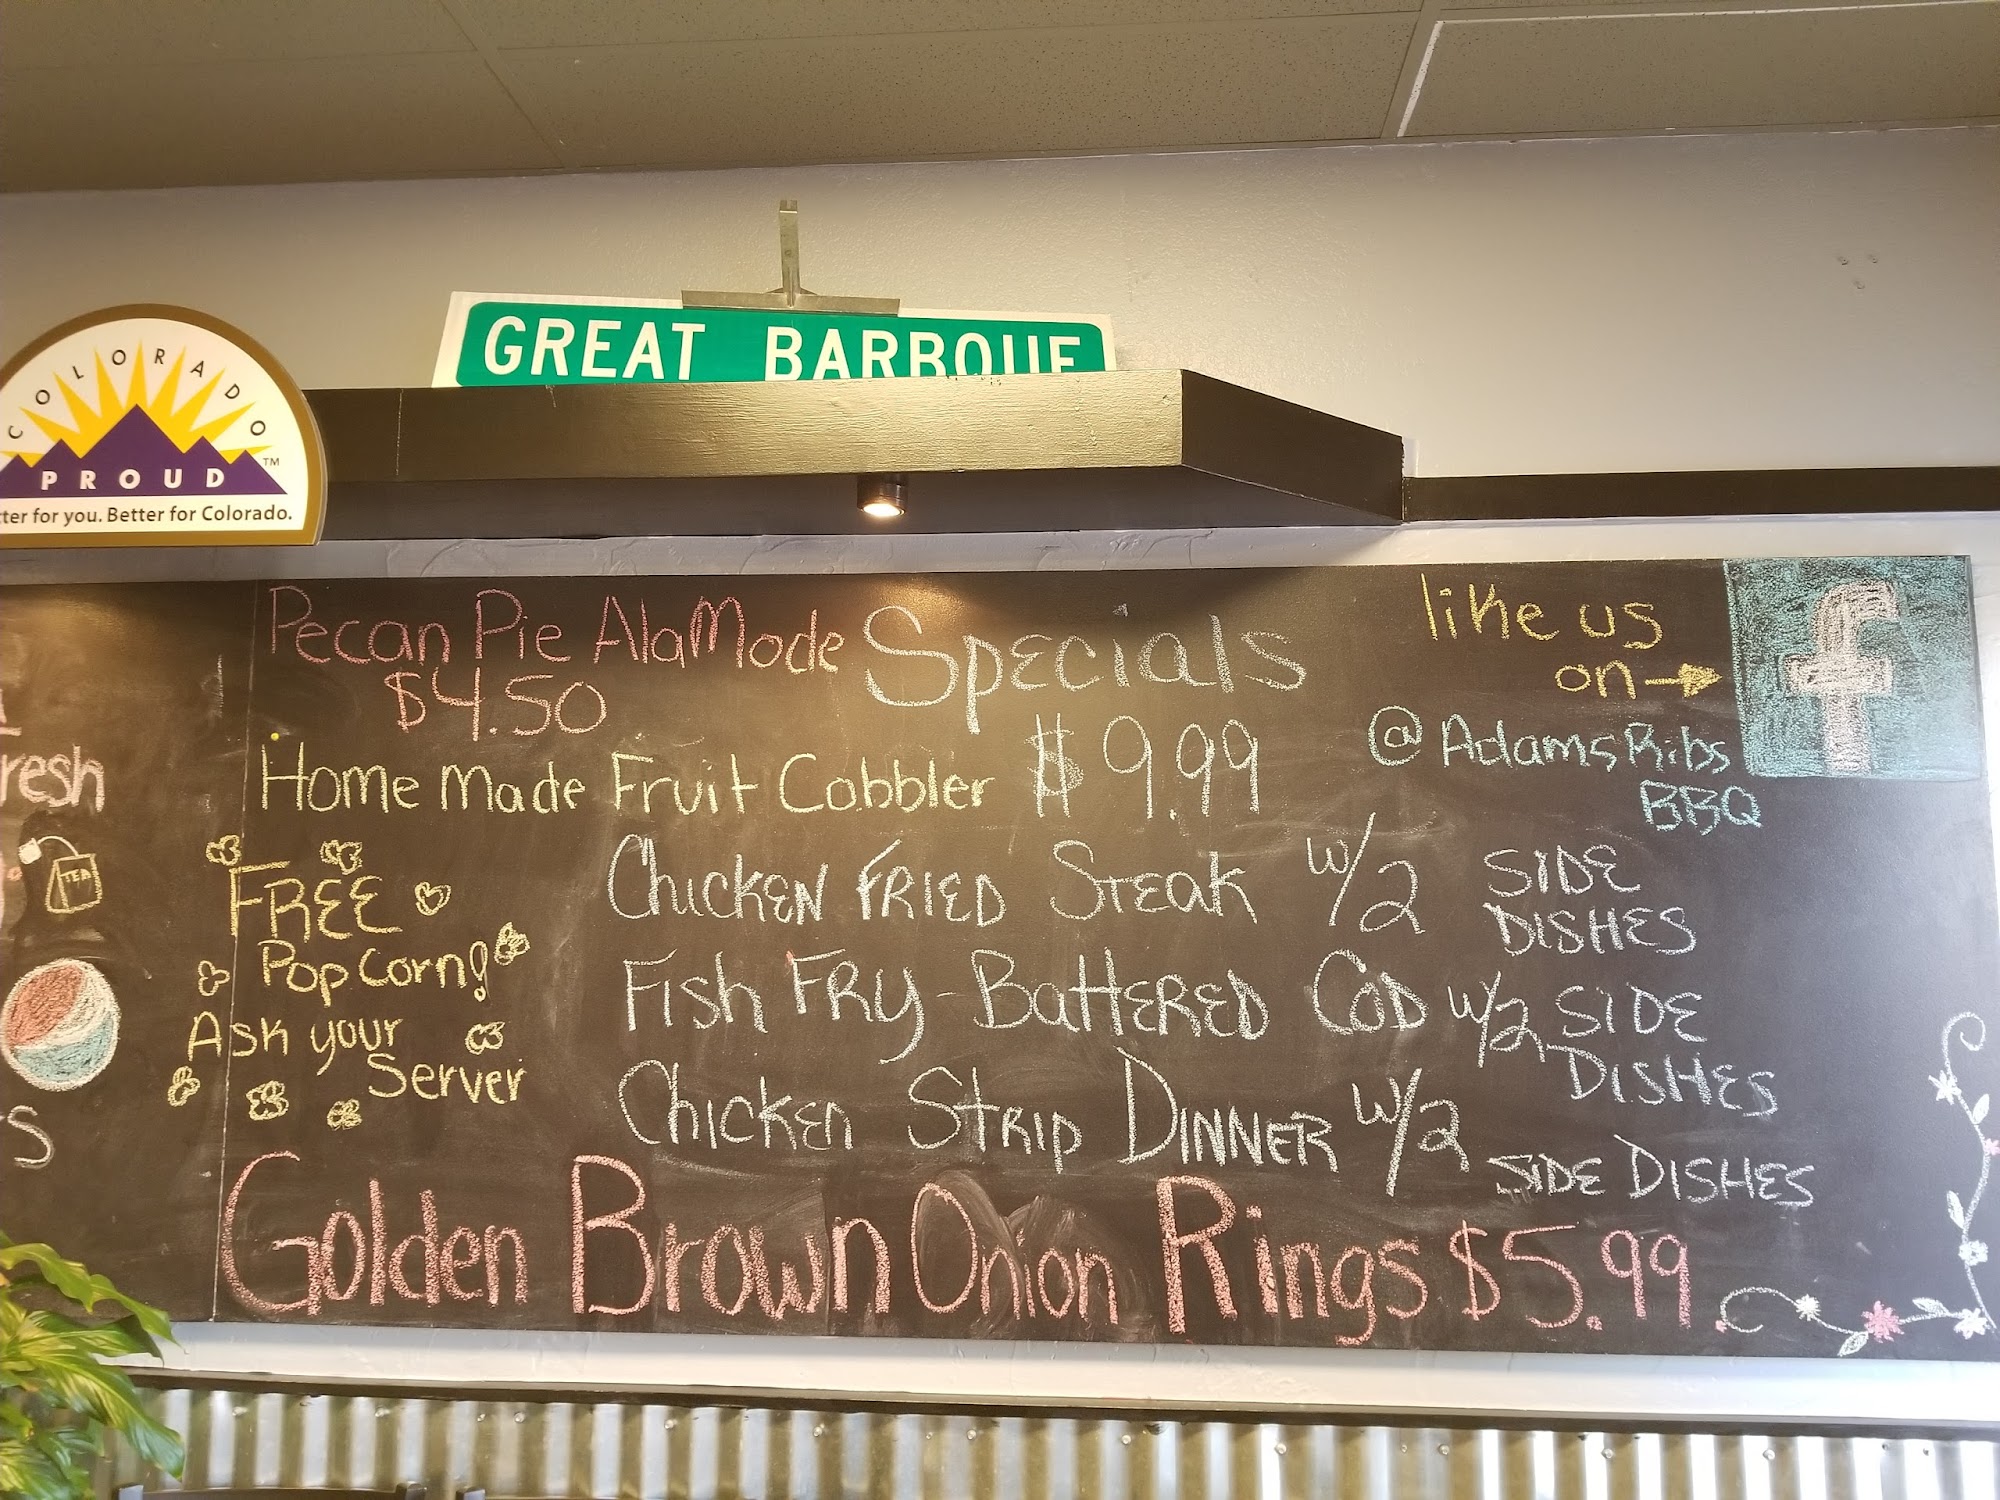 GREAT BARBQUE
COLORADO
PROUD
TM
for you. Better for Colorado.
Pecan Pie AlaMode
$4.50
Home Made Fruit Cobbler
FREE
PopCorn!
Ask your
Server
Specials
$9.99
Chicken Fried Steak w/2 SIDE
DISHES
Fish Fry - Battered Cod w/2 SIDE
DISHES
Chicken Strip Dinner w/2
SIDE DISHES
Golden Brown Onion Rings $5.99
like us
on
f
@AdamsRibs
BBQ
TEA